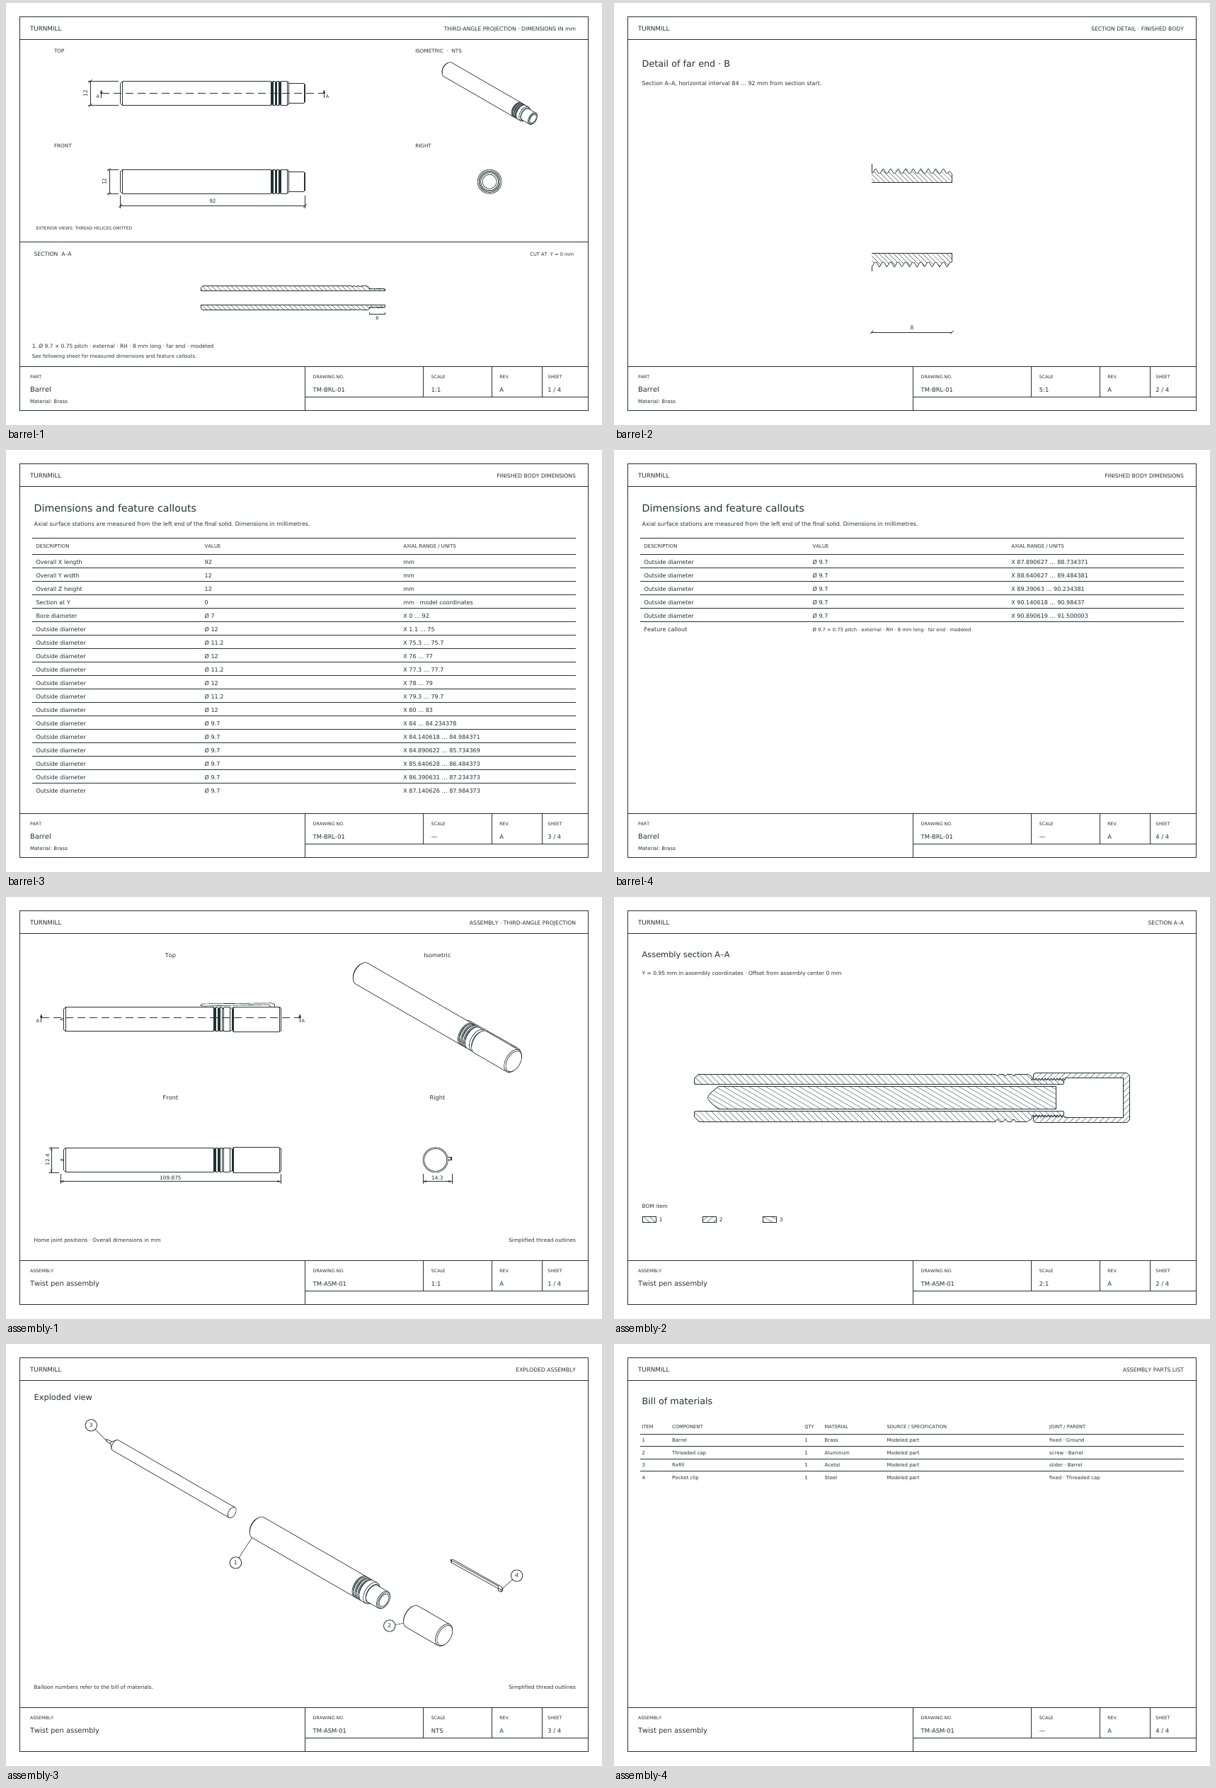 TURNMILL
THIRD-ANGLE PROJECTION · DIMENSIONS IN mm
TOP
ISOMETRIC · NTS
12
A
A
FRONT
RIGHT
12
92
EXTERIOR VIEWS: THREAD HELICES OMITTED
SECTION A-A
CUT AT Y = 0 mm
8
1. Ø 9.7 × 0.75 pitch · external · RH · 8 mm long · far end · modeled
See following sheet for measured dimensions and feature callouts.
PART
DRAWING NO.
SCALE
REV.
SHEET
Barrel
TM-BRL-01
1:1
A
1 / 4
Material: Brass
barrel-1
TURNMILL
SECTION DETAIL · FINISHED BODY
Detail of far end · B
Section A-A, horizontal interval 84 … 92 mm from section start.
8
PART
DRAWING NO.
SCALE
REV.
SHEET
Barrel
TM-BRL-01
5:1
A
2 / 4
Material: Brass
barrel-2
TURNMILL
FINISHED BODY DIMENSIONS
Dimensions and feature callouts
Axial surface stations are measured from the left end of the final solid. Dimensions in millimetres.
DESCRIPTION VALUE AXIAL RANGE / UNITS
Overall X length 92 mm
Overall Y width 12 mm
Overall Z height 12 mm
Section at Y 0 mm · model coordinates
Bore diameter Ø 7 X 0 … 92
Outside diameter Ø 12 X 1.1 … 75
Outside diameter Ø 11.2 X 75.3 … 75.7
Outside diameter Ø 12 X 76 … 77
Outside diameter Ø 11.2 X 77.3 … 77.7
Outside diameter Ø 12 X 78 … 79
Outside diameter Ø 11.2 X 79.3 … 79.7
Outside diameter Ø 12 X 80 … 83
Outside diameter Ø 9.7 X 84 … 84.234378
Outside diameter Ø 9.7 X 84.140618 … 84.984371
Outside diameter Ø 9.7 X 84.890622 … 85.734369
Outside diameter Ø 9.7 X 85.640628 … 86.484373
Outside diameter Ø 9.7 X 86.390631 … 87.234373
Outside diameter Ø 9.7 X 87.140626 … 87.984373
PART
DRAWING NO.
SCALE
REV.
SHEET
Barrel
TM-BRL-01
—
A
3 / 4
Material: Brass
barrel-3
TURNMILL
FINISHED BODY DIMENSIONS
Dimensions and feature callouts
Axial surface stations are measured from the left end of the final solid. Dimensions in millimetres.
DESCRIPTION VALUE AXIAL RANGE / UNITS
Outside diameter Ø 9.7 X 87.890627 … 88.734371
Outside diameter Ø 9.7 X 88.640627 … 89.484381
Outside diameter Ø 9.7 X 89.39063 … 90.234381
Outside diameter Ø 9.7 X 90.140618 … 90.98437
Outside diameter Ø 9.7 X 90.890619 … 91.500003
Feature callout Ø 9.7 × 0.75 pitch · external · RH · 8 mm long · far end · modeled
PART
DRAWING NO.
SCALE
REV.
SHEET
Barrel
TM-BRL-01
—
A
4 / 4
Material: Brass
barrel-4
TURNMILL
ASSEMBLY · THIRD-ANGLE PROJECTION
Top
Isometric
A
A
Front
Right
12.4
109.875
14.3
Home joint positions · Overall dimensions in mm
Simplified thread outlines
ASSEMBLY
DRAWING NO.
SCALE
REV.
SHEET
Twist pen assembly
TM-ASM-01
1:1
A
1 / 4
assembly-1
TURNMILL
SECTION A-A
Assembly section A-A
Y = 0.95 mm in assembly coordinates · Offset from assembly center 0 mm
BOM item
1
2
3
ASSEMBLY
DRAWING NO.
SCALE
REV.
SHEET
Twist pen assembly
TM-ASM-01
2:1
A
2 / 4
assembly-2
TURNMILL
EXPLODED ASSEMBLY
Exploded view
3
1
4
2
Balloon numbers refer to the bill of materials.
Simplified thread outlines
ASSEMBLY
DRAWING NO.
SCALE
REV.
SHEET
Twist pen assembly
TM-ASM-01
NTS
A
3 / 4
assembly-3
TURNMILL
ASSEMBLY PARTS LIST
Bill of materials
ITEM COMPONENT QTY MATERIAL SOURCE / SPECIFICATION JOINT / PARENT
1 Barrel 1 Brass Modeled part fixed · Ground
2 Threaded cap 1 Aluminum Modeled part screw · Barrel
3 Refill 1 Acetal Modeled part slider · Barrel
4 Pocket clip 1 Steel Modeled part fixed · Threaded cap
ASSEMBLY
DRAWING NO.
SCALE
REV.
SHEET
Twist pen assembly
TM-ASM-01
—
A
4 / 4
assembly-4